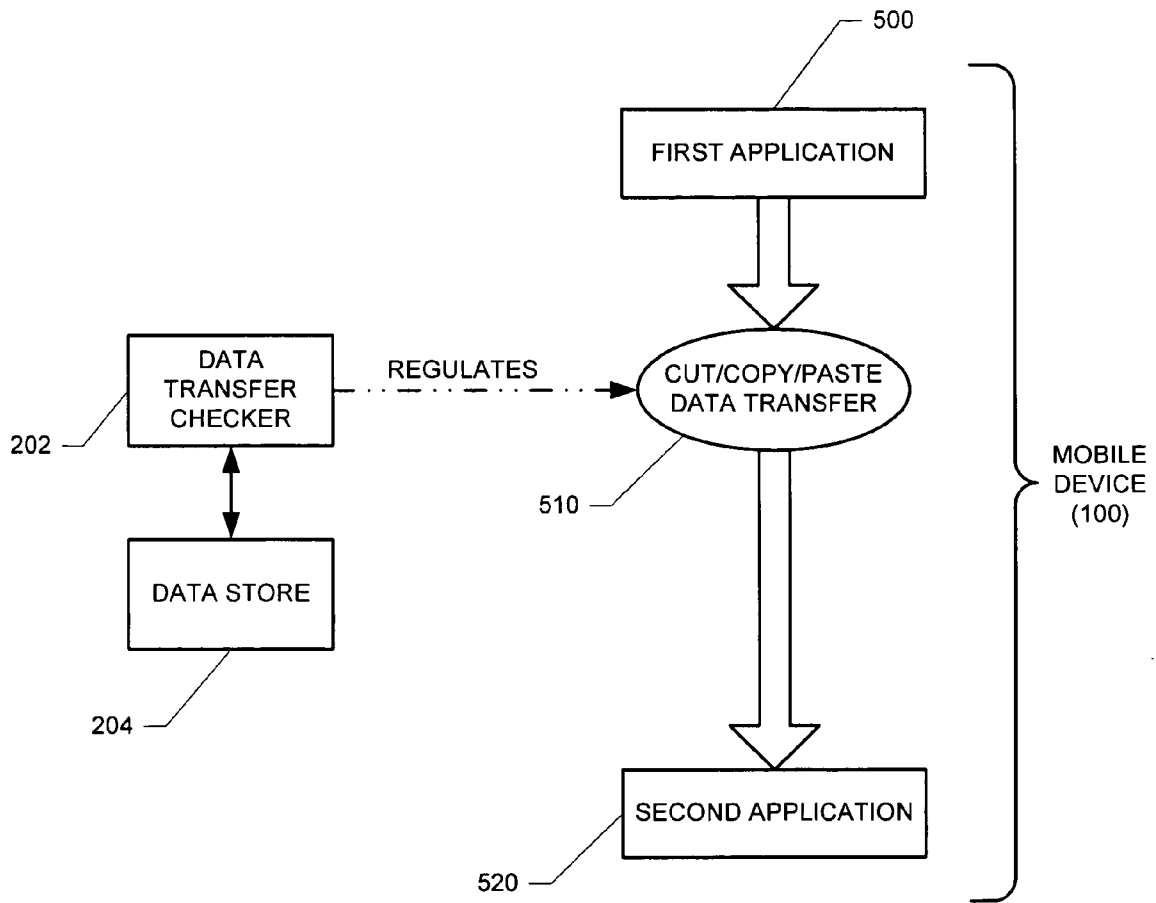 500
FIRST APPLICATION
DATA
TRANSFER
CHECKER
REGULATES
CUT/COPY/PASTE
DATA TRANSFER
202
510
MOBILE
DEVICE
(100)
DATA STORE
204
SECOND APPLICATION
520